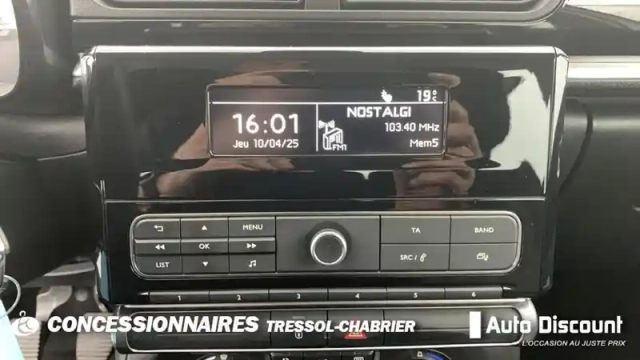 19°C
NOSTALGI
16:01
103.40 MHz
Jeu 10/04/25
FM1
Mem5
MENU
TA
BAND
OK
LIST
SRC /
1 2 3 4 5 6
CONCESSIONNAIRES TRESSOL-CHABRIER
Auto Discount
L'OCCASION AU JUSTE PRIX